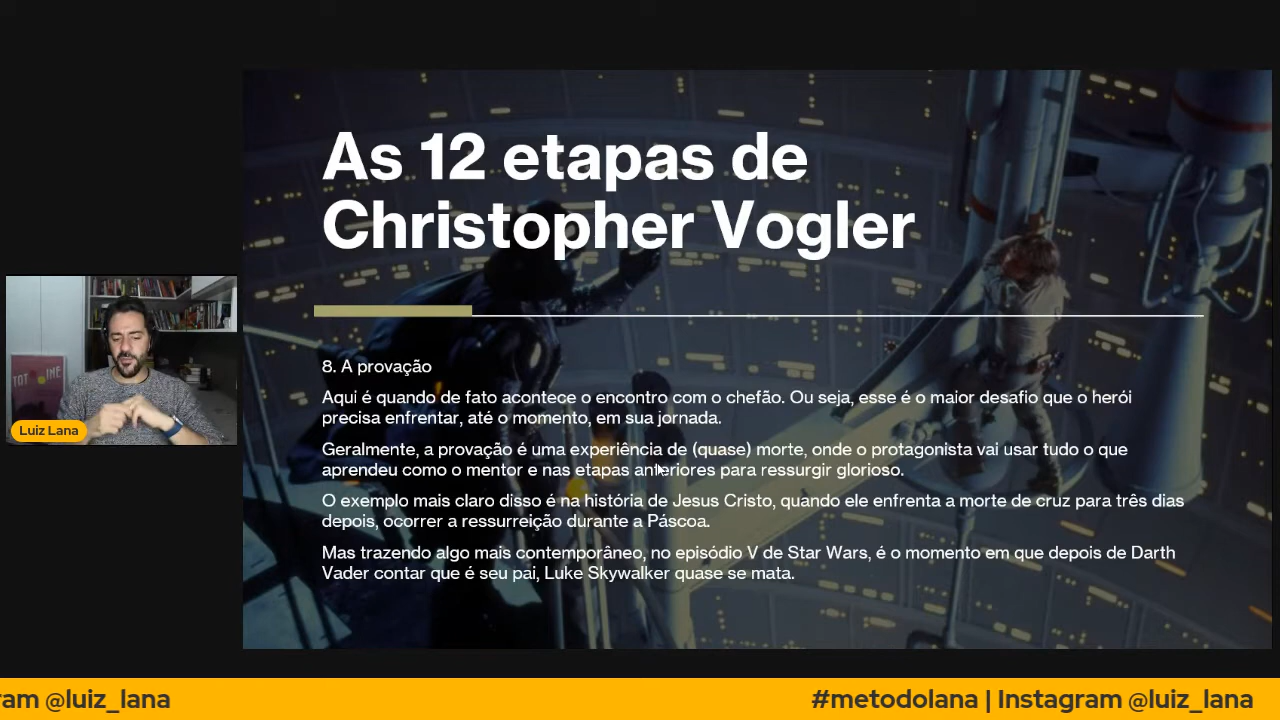 As 12 etapas de
Christopher Vogler
8. A provação
Aqui é quando de fato acontece o encontro com o chefão. Ou seja, esse é o maior desafio que o herói
precisa enfrentar, até o momento, em sua jornada.
Geralmente, a provação é uma experiência de (quase) morte, onde o protagonista vai usar tudo o que
aprendeu como o mentor e nas etapas anteriores para ressurgir glorioso.
O exemplo mais claro disso é na história de Jesus Cristo, quando ele enfrenta a morte de cruz para três dias
depois, ocorrer a ressurreição durante a Páscoa.
Mas trazendo algo mais contemporâneo, no episódio V de Star Wars, é o momento em que depois de Darth
Vader contar que é seu pai, Luke Skywalker quase se mata.
Luiz Lana
ram @luiz_lana
#metodolana | Instagram @luiz_lana